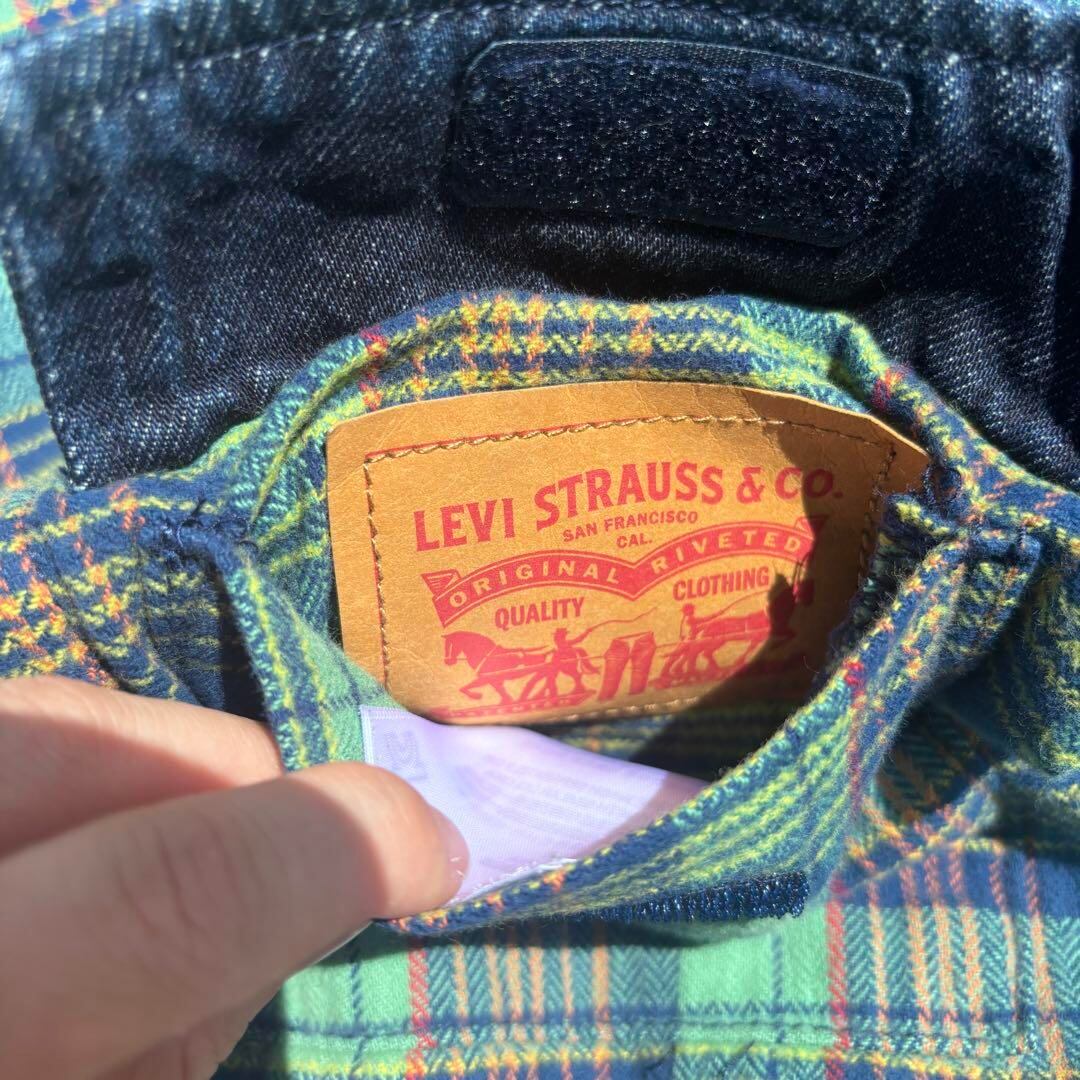 LEVI STRAUSS & CO.
SAN FRANCISCO
CAL.
ORIGINAL RIVETED
QUALITY CLOTHING